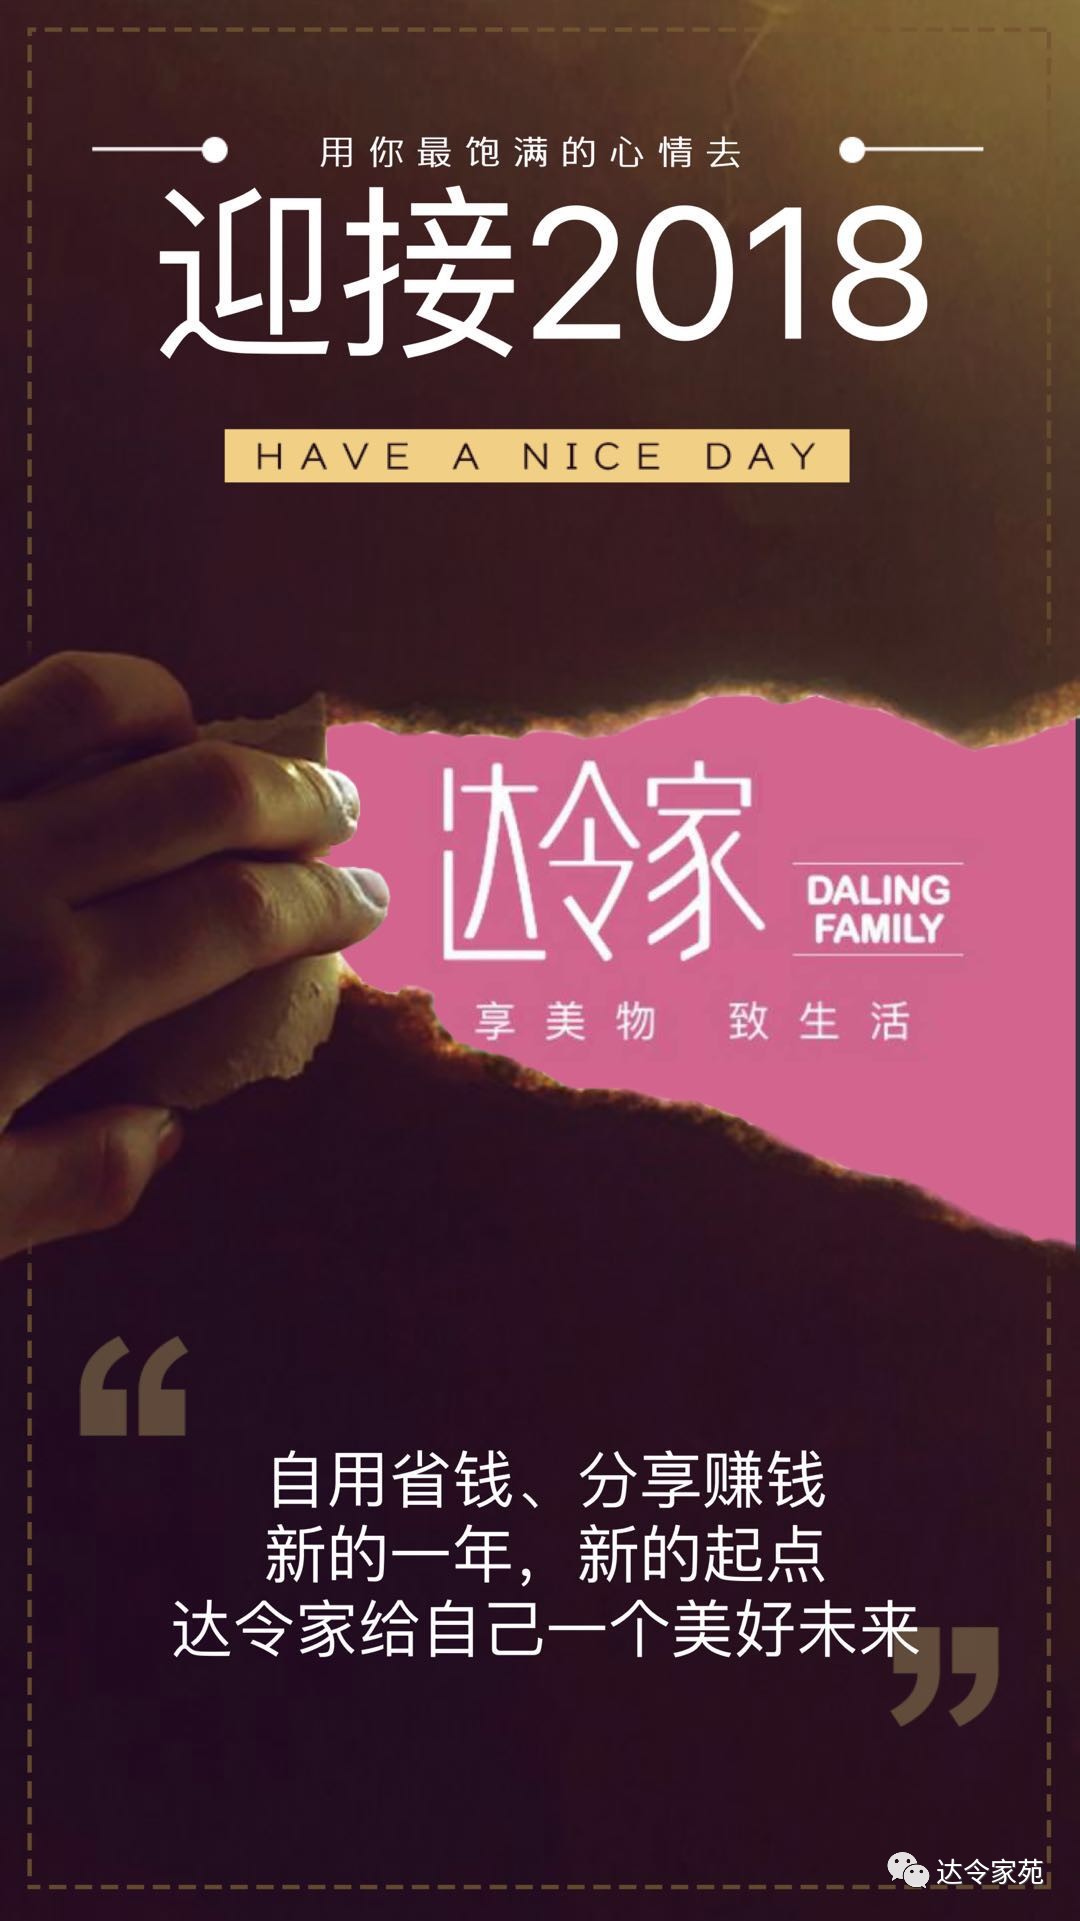 用你最饱满的心情去
迎接2018
HAVE A NICE DAY
达令家
DALING
FAMILY
享美物 致生活
自用省钱、分享赚钱
新的一年，新的起点
达令家给自己一个美好未来
达令家苑